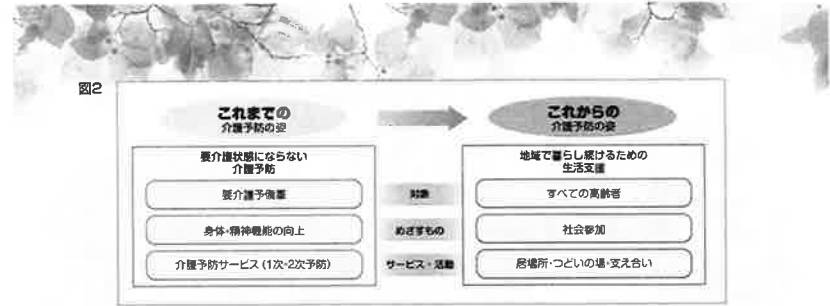 図2
これまでの
介護予防の姿
これからの
介護予防の姿
要介護状態にならない
介護予防
地域で暮らし続けるための
生活支援
要介護予備軍
対象
すべての高齢者
身体・精神機能の向上
めざすもの
社会参加
介護予防サービス(1次・2次予防)
サービス・活動
居場所・つどいの場・支え合い